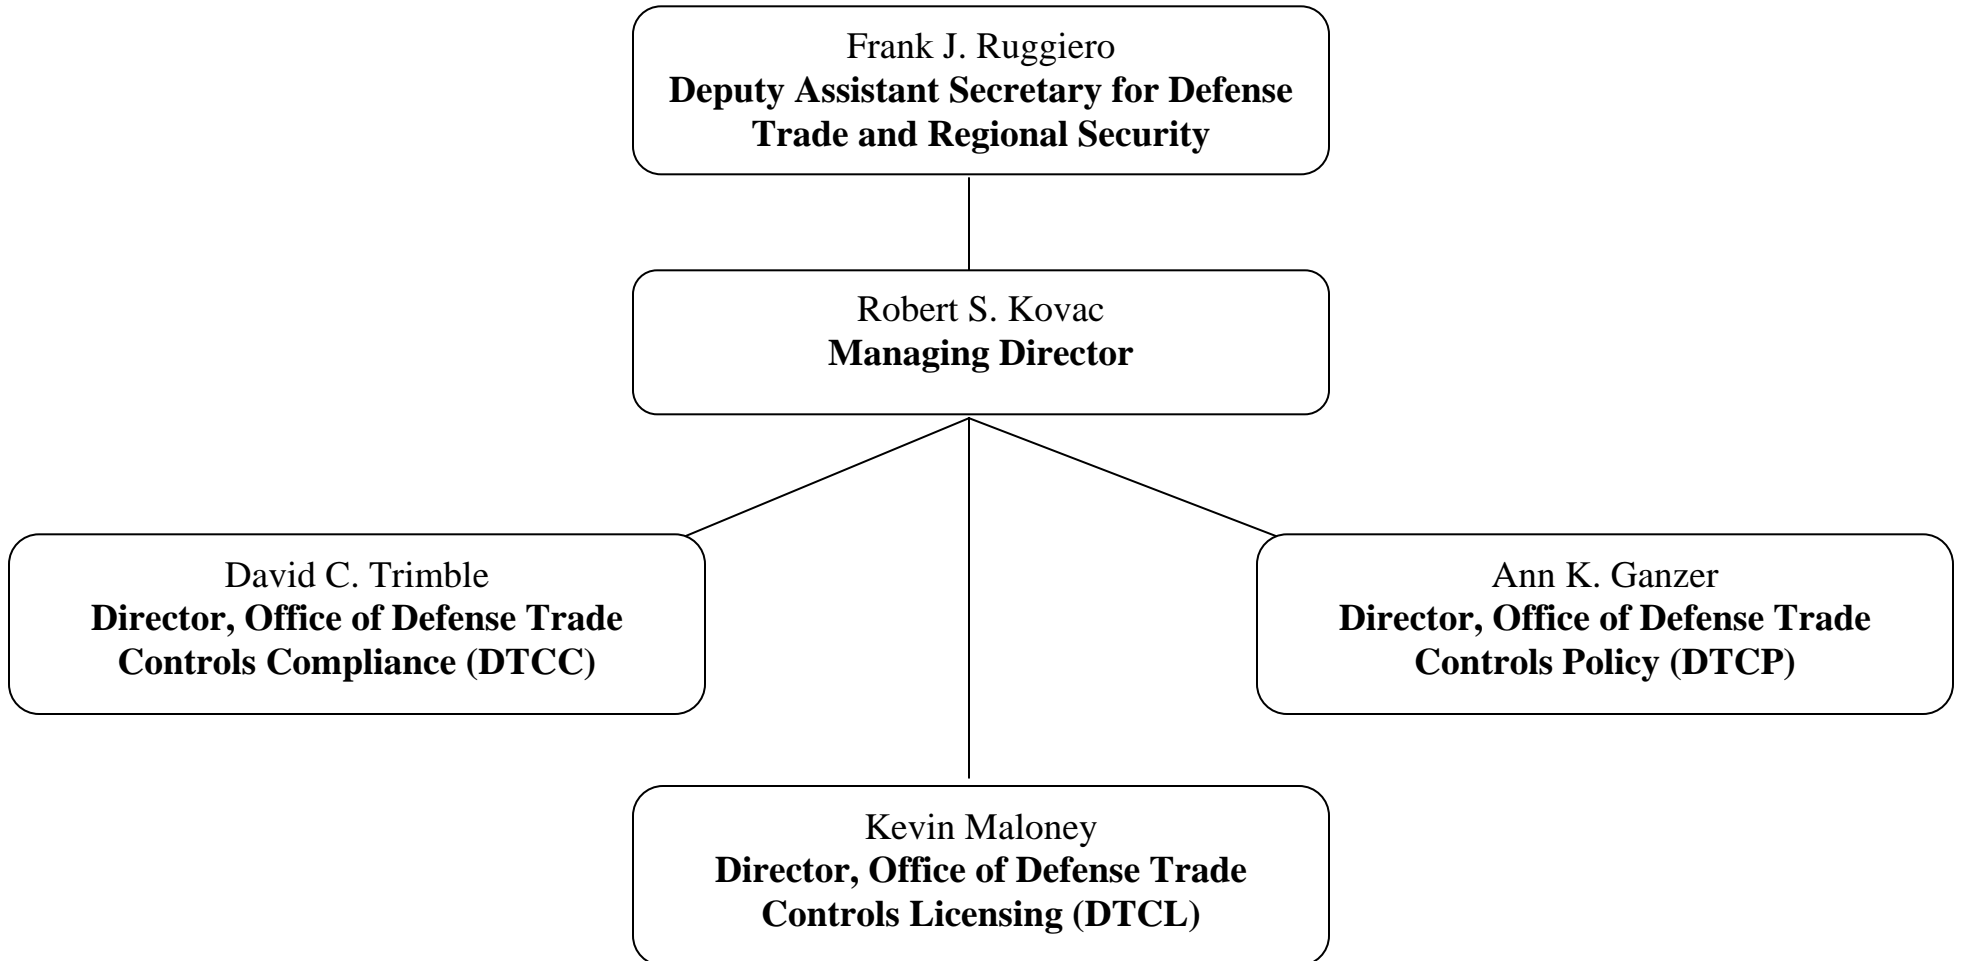 Frank J. Ruggiero
Deputy Assistant Secretary for Defense
Trade and Regional Security
Robert S. Kovac
Managing Director
David C. Trimble
Director, Office of Defense Trade
Controls Compliance (DTCC)
Ann K. Ganzer
Director, Office of Defense Trade
Controls Policy (DTCP)
Kevin Maloney
Director, Office of Defense Trade
Controls Licensing (DTCL)